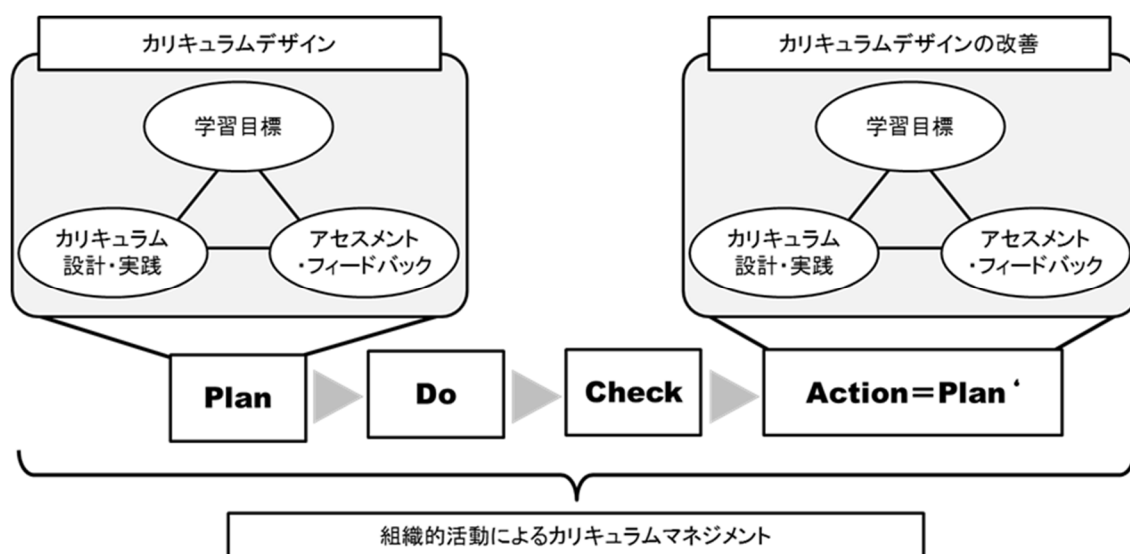 カリキュラムデザイン
学習目標
カリキュラム
設計・実践
アセスメント
・フィードバック
カリキュラムデザインの改善
学習目標
カリキュラム
設計・実践
アセスメント
・フィードバック
Plan
Do
Check
Action=Plan‘
組織的活動によるカリキュラムマネジメント